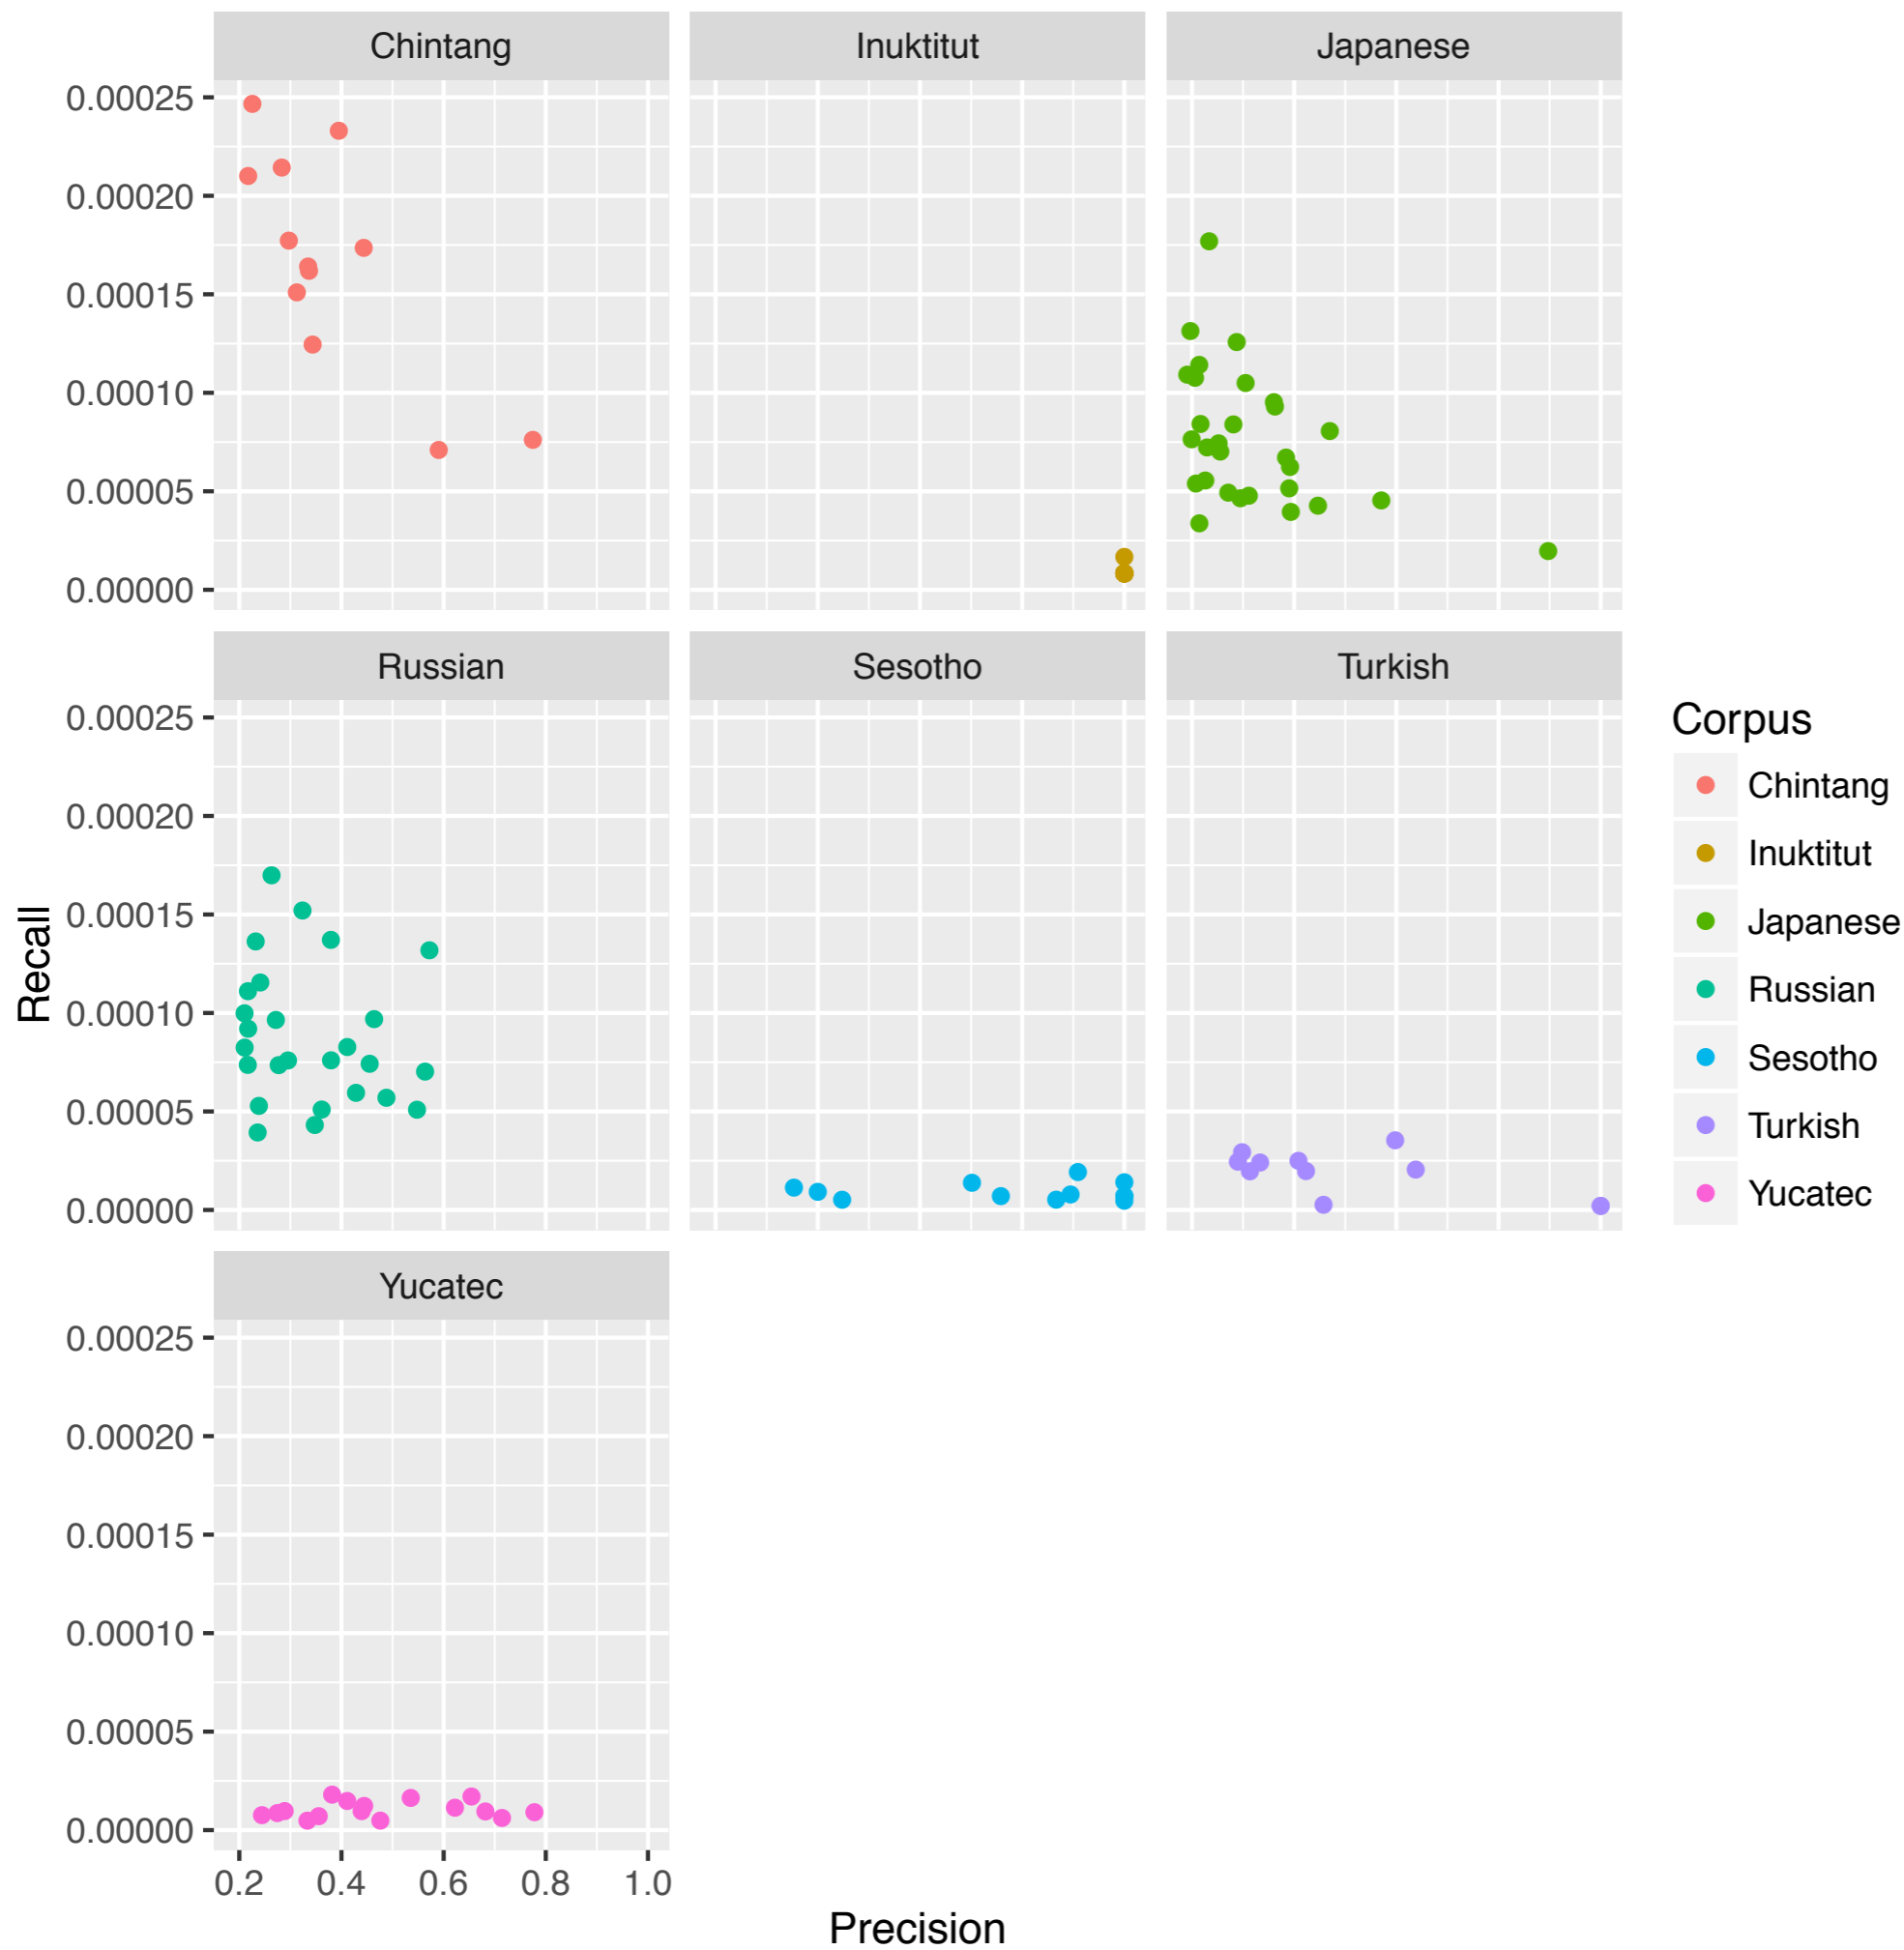 Chintang
Inuktitut
Japanese
0.00025
0.00020
0.00015
0.00010
0.00005
0.00000
Russian
Sesotho
Turkish
0.00025
0.00020
0.00015
0.00010
0.00005
0.00000
Recall
Corpus
Chintang
Inuktitut
Japanese
Russian
Sesotho
Turkish
Yucatec
Yucatec
0.00025
0.00020
0.00015
0.00010
0.00005
0.00000
0.2 0.4 0.6 0.8 1.0
Precision